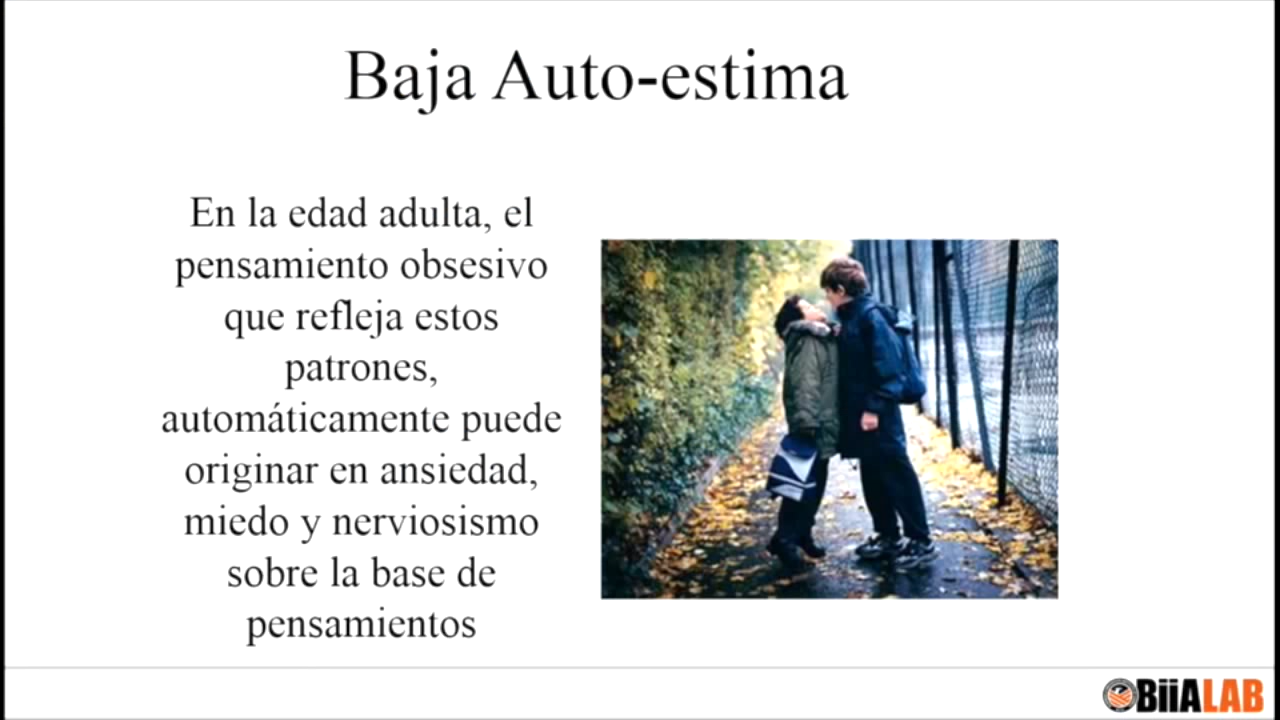 Baja Auto-estima
En la edad adulta, el
pensamiento obsesivo
que refleja estos
patrones,
automáticamente puede
originar en ansiedad,
miedo y nerviosismo
sobre la base de
pensamientos
BiiALAB